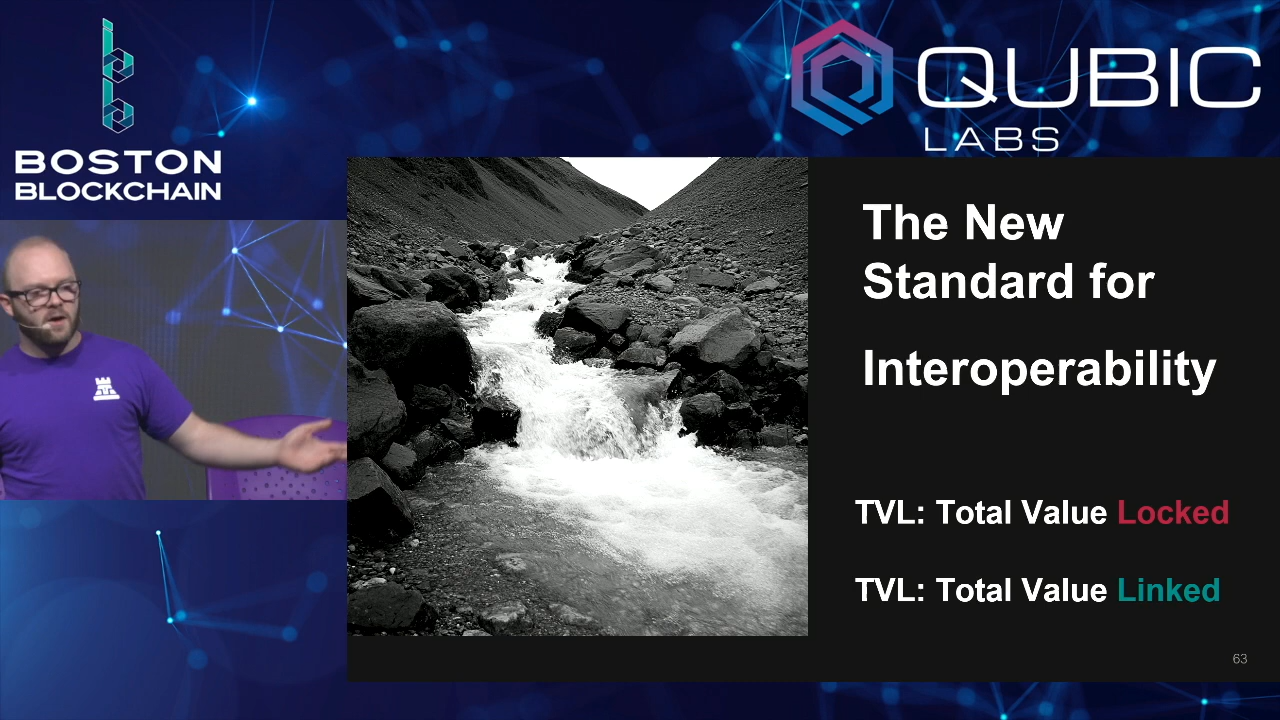 BOSTON
BLOCKCHAIN
QUBIC
LABS
The New
Standard for
Interoperability
TVL: Total Value Locked
TVL: Total Value Linked
63